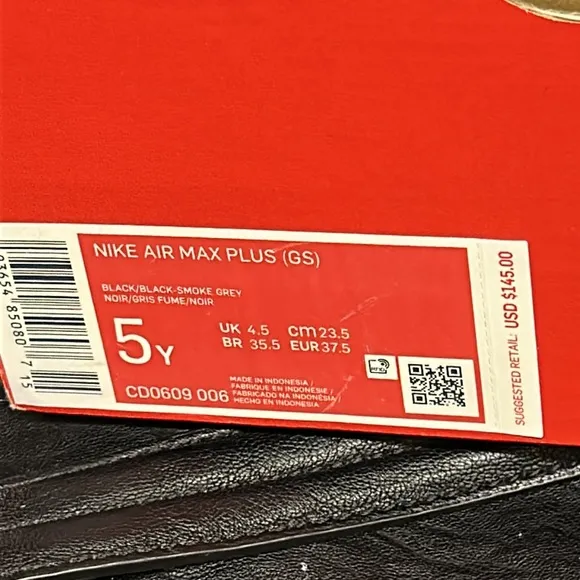 NIKE AIR MAX PLUS (GS)
BLACK/BLACK-SMOKE GREY
NOIR/GRIS FUME/NOIR
5Y
UK 4.5 cm 23.5
BR 35.5 EUR 37.5
MADE IN INDONESIA /
FABRIQUE EN INDONESIE /
FABRICADO NA INDONÉSIA /
HECHO EN INDONESIA
CD0609 006
SUGGESTED RETAIL: USD $145.00
85080